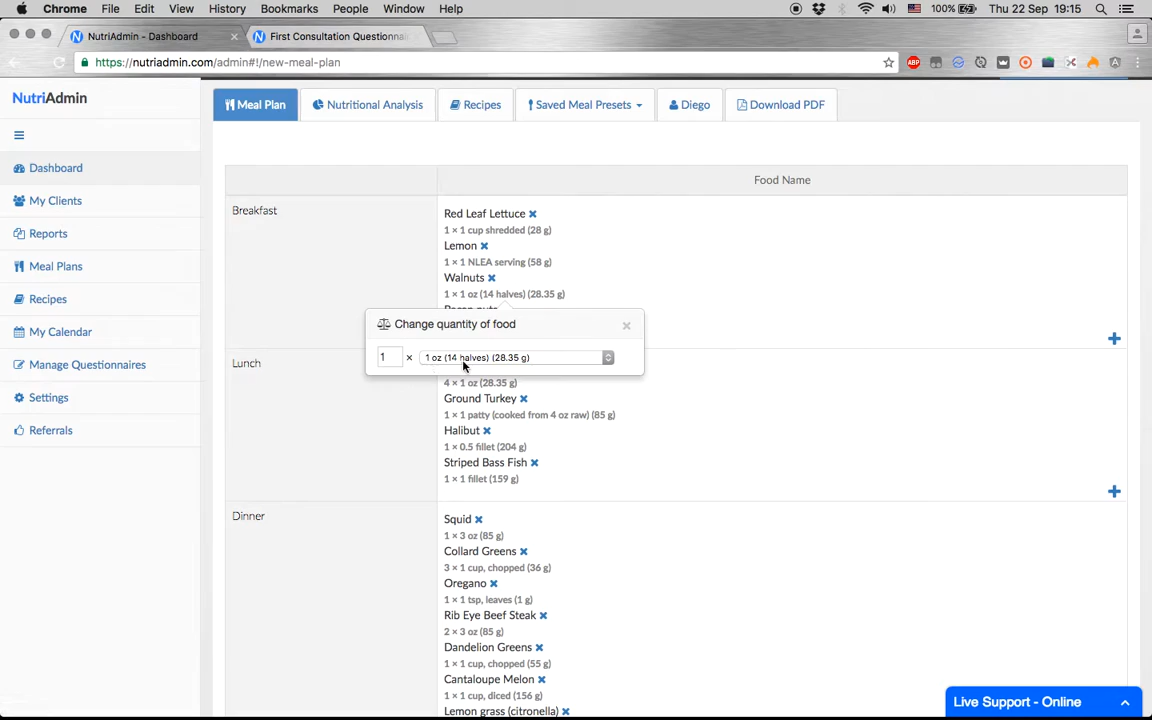 Chrome File Edit View History Bookmarks People Window Help 100% Thu 22 Sep 19:15
NutriAdmin - Dashboard × First Consultation Questionnai
https://nutriadmin.com/admin#!/new-meal-plan
NutriAdmin
Meal Plan Nutritional Analysis Recipes Saved Meal Presets Diego Download PDF
Dashboard
My Clients
Reports
Meal Plans
Recipes
My Calendar
Manage Questionnaires
Settings
Referrals
Food Name
Breakfast
Red Leaf Lettuce
1 × 1 cup shredded (28 g)
Lemon
1 × 1 NLEA serving (58 g)
Walnuts
1 × 1 oz (14 halves) (28.35 g)
Change quantity of food ×
1 × 1 oz (14 halves) (28.35 g)
Lunch
4 × 1 oz (28.35 g)
Ground Turkey
1 × 1 patty (cooked from 4 oz raw) (85 g)
Halibut
1 × 0.5 fillet (204 g)
Striped Bass Fish
1 × 1 fillet (159 g)
Dinner
Squid
1 × 3 oz (85 g)
Collard Greens
3 × 1 cup, chopped (36 g)
Oregano
1 × 1 tsp, leaves (1 g)
Rib Eye Beef Steak
2 × 3 oz (85 g)
Dandelion Greens
1 × 1 cup, chopped (55 g)
Cantaloupe Melon
1 × 1 cup, diced (156 g)
Lemon grass (citronella)
Live Support - Online